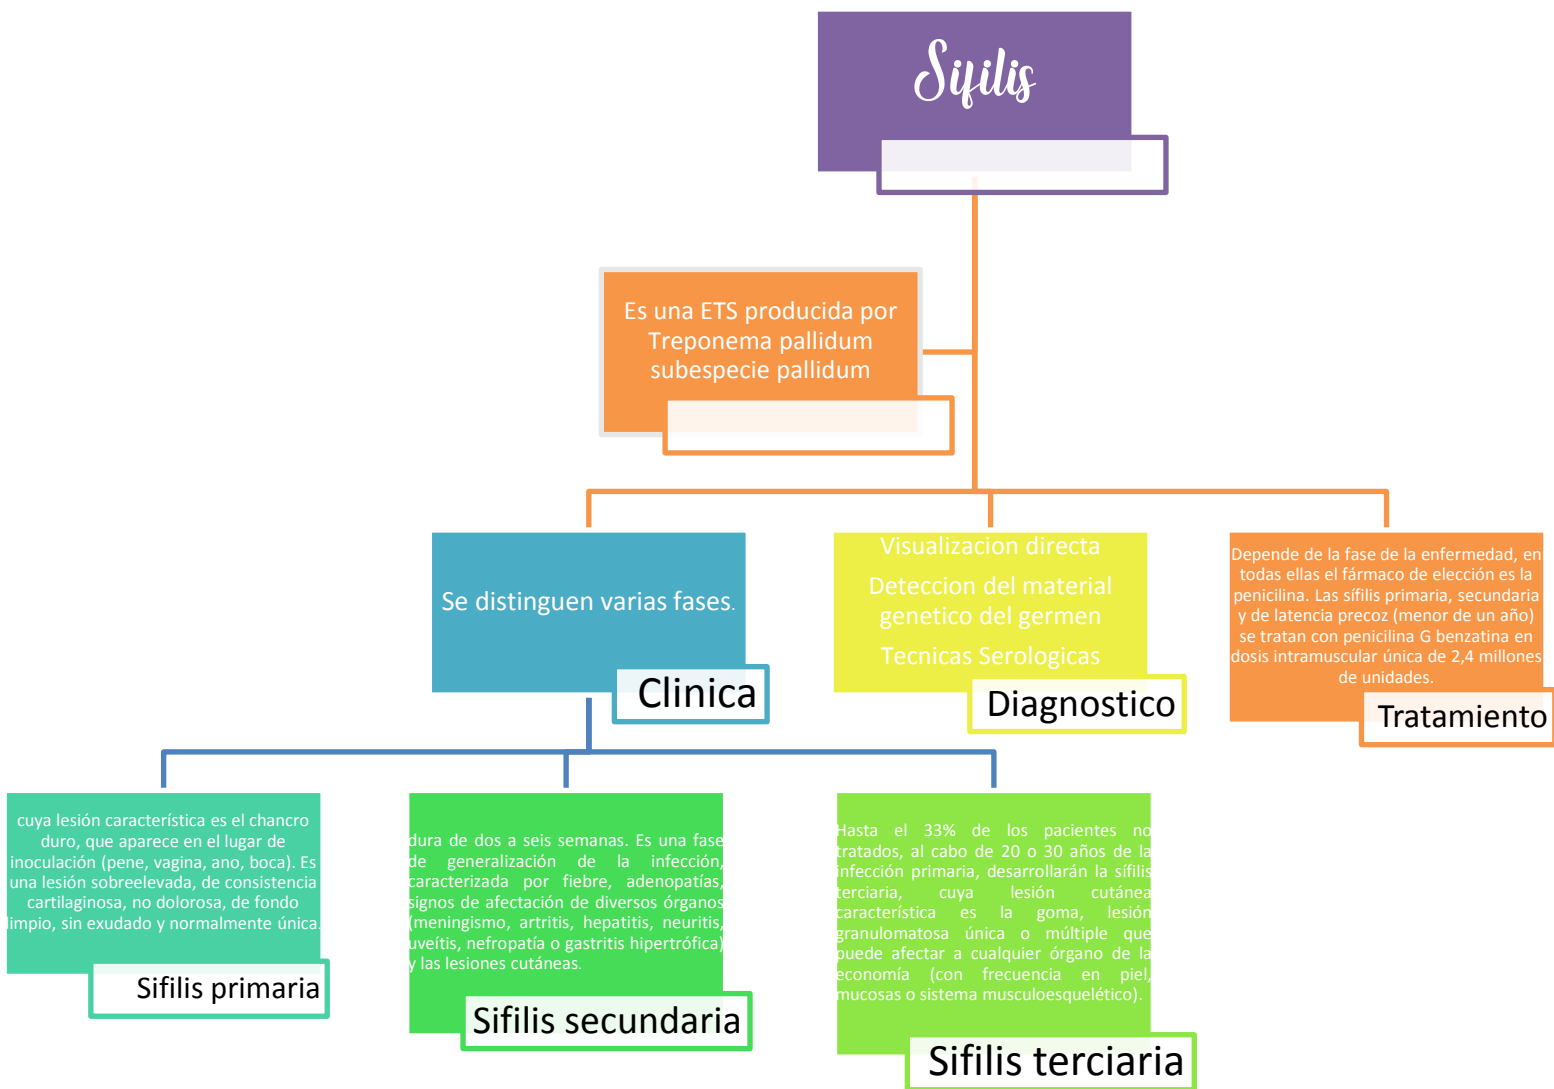 Sifilis
Es una ETS producida por
Treponema pallidum
subespecie pallidum
Se distinguen varias fases.
Clinica
Visualizacion directa
Deteccion del material
genetico del germen
Tecnicas Serologicas
Diagnostico
Depende de la fase de la enfermedad, en
todas ellas el fármaco de elección es la
penicilina. Las sífilis primaria, secundaria
y de latencia precoz (menor de un año)
se tratan con penicilina G benzatina en
dosis intramuscular única de 2,4 millones
de unidades.
Tratamiento
cuya lesión característica es el chancro
duro, que aparece en el lugar de
inoculación (pene, vagina, ano, boca). Es
una lesión sobreelevada, de consistencia
cartilaginosa, no dolorosa, de fondo
limpio, sin exudado y normalmente única.
Sifilis primaria
dura de dos a seis semanas. Es una fase
de generalización de la infección,
caracterizada por fiebre, adenopatías,
signos de afectación de diversos órganos
(meningismo, artritis, hepatitis, neuritis,
uveítis, nefropatía o gastritis hipertrófica)
y las lesiones cutáneas.
Sifilis secundaria
Hasta el 33% de los pacientes no
tratados, al cabo de 20 o 30 años de la
infección primaria, desarrollarán la sífilis
terciaria, cuya lesión cutánea
característica es la goma, lesión
granulomatosa única o múltiple que
puede afectar a cualquier órgano de la
economía (con frecuencia en piel,
mucosas o sistema musculoesquelético).
Sifilis terciaria